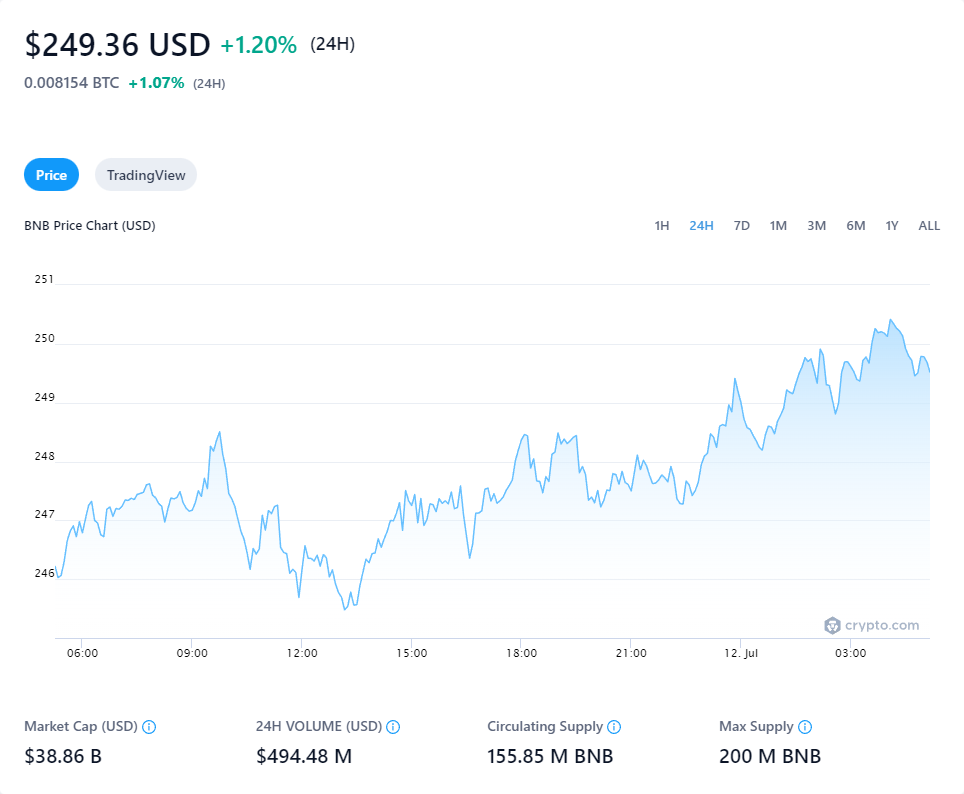 $249.36 USD +1.20% (24H)
0.008154 BTC +1.07% (24H)
Price TradingView
BNB Price Chart (USD) 1H 24H 7D 1M 3M 6M 1Y ALL
251
250
249
248
247
246
crypto.com
06:00 09:00 12:00 15:00 18:00 21:00 12. Jul 03:00
Market Cap (USD) 24H VOLUME (USD) Circulating Supply Max Supply
$38.86 B $494.48 M 155.85 M BNB 200 M BNB